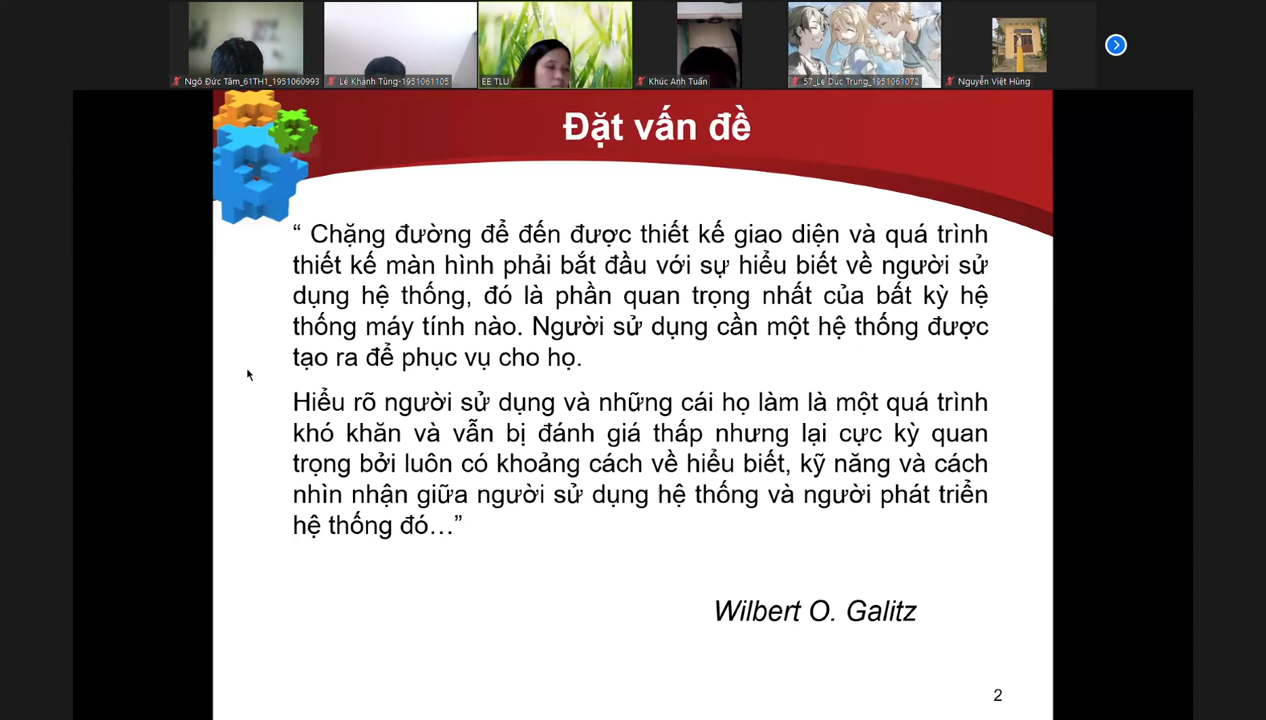 Ngô Đức Tâm_61TH1_1951060993
Lê Khánh Tùng-1951061105
EE TLU
Khúc Anh Tuấn
57_Le Duc Trung_1951061072
Nguyễn Việt Hùng
Đặt vấn đề
“ Chặng đường để đến được thiết kế giao diện và quá trình
thiết kế màn hình phải bắt đầu với sự hiểu biết về người sử
dụng hệ thống, đó là phần quan trọng nhất của bất kỳ hệ
thống máy tính nào. Người sử dụng cần một hệ thống được
tạo ra để phục vụ cho họ.
Hiểu rõ người sử dụng và những cái họ làm là một quá trình
khó khăn và vẫn bị đánh giá thấp nhưng lại cực kỳ quan
trọng bởi luôn có khoảng cách về hiểu biết, kỹ năng và cách
nhìn nhận giữa người sử dụng hệ thống và người phát triển
hệ thống đó…”
Wilbert O. Galitz
2